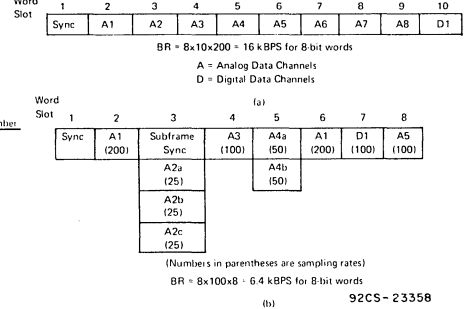 Word
Slot 1 2 3 4 5 6 7 8 9 10
Sync A1 A2 A3 A4 A5 A6 A7 A8 D1
BR = 8x10x200 = 16 kBPS for 8-bit words
A = Analog Data Channels
D = Digital Data Channels
(a)
Word
Slot 1 2 3 4 5 6 7 8
Sync A1 Subframe A3 A4a A1 D1 A5
(200) Sync (100) (50) (200) (100) (100)
A2a A4b
(25) (50)
A2b
(25)
A2c
(25)
(Numbers in parentheses are sampling rates)
BR = 8x100x8 = 6.4 kBPS for 8-bit words
(b)
92CS-23358